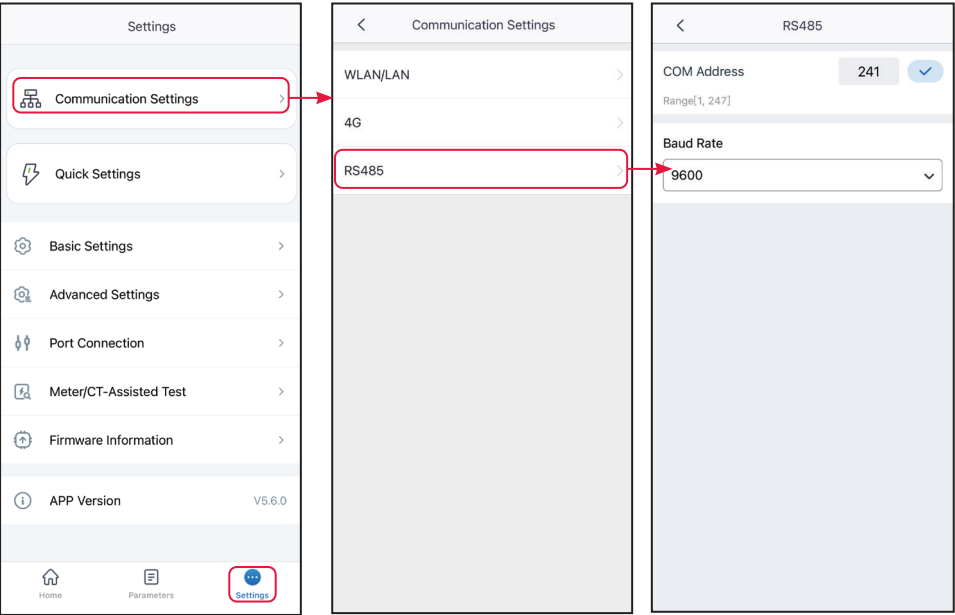 Settings
Communication Settings
Quick Settings
Basic Settings
Advanced Settings
Port Connection
Meter/CT-Assisted Test
Firmware Information
APP Version V5.6.0
Home Parameters Settings
Communication Settings
WLAN/LAN
4G
RS485
RS485
COM Address 241
Range[1, 247]
Baud Rate
9600